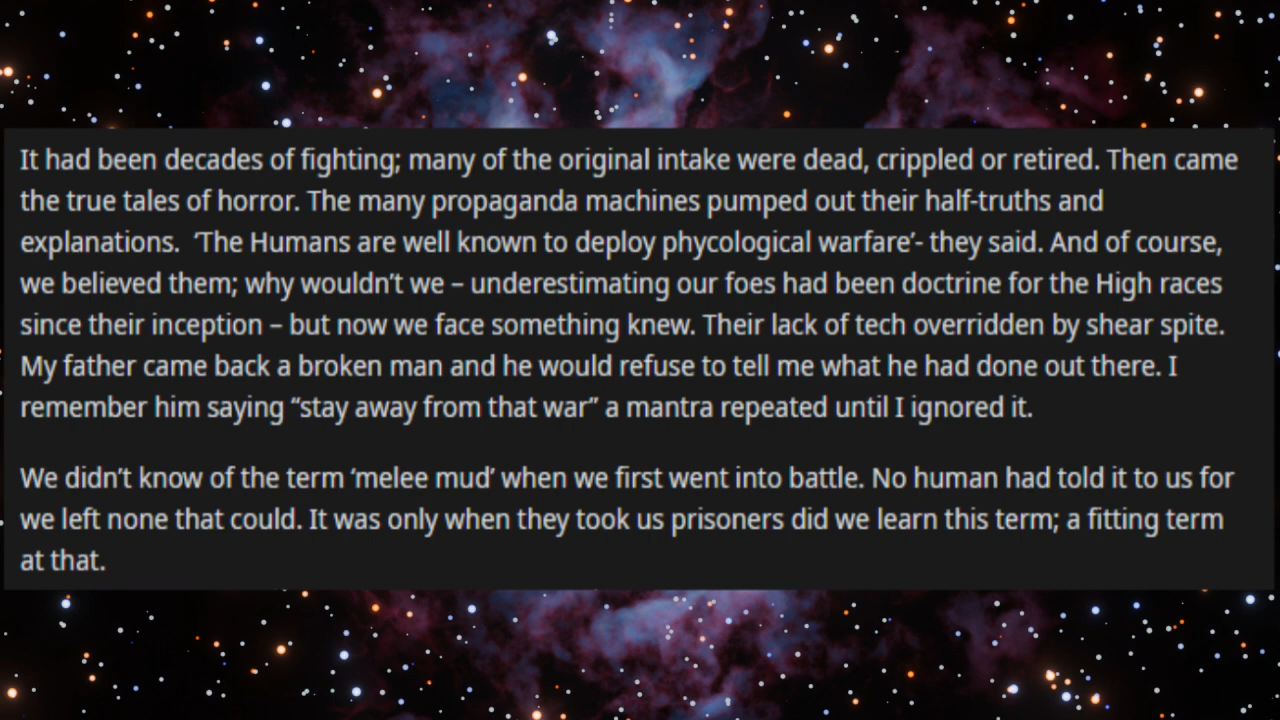 It had been decades of fighting; many of the original intake were dead, crippled or retired. Then came
the true tales of horror. The many propaganda machines pumped out their half-truths and
explanations.  ‘The Humans are well known to deploy phycological warfare’- they said. And of course,
we believed them; why wouldn’t we – underestimating our foes had been doctrine for the High races
since their inception – but now we face something knew. Their lack of tech overridden by shear spite.
My father came back a broken man and he would refuse to tell me what he had done out there. I
remember him saying “stay away from that war” a mantra repeated until I ignored it.
We didn’t know of the term ‘melee mud’ when we first went into battle. No human had told it to us for
we left none that could. It was only when they took us prisoners did we learn this term; a fitting term
at that.